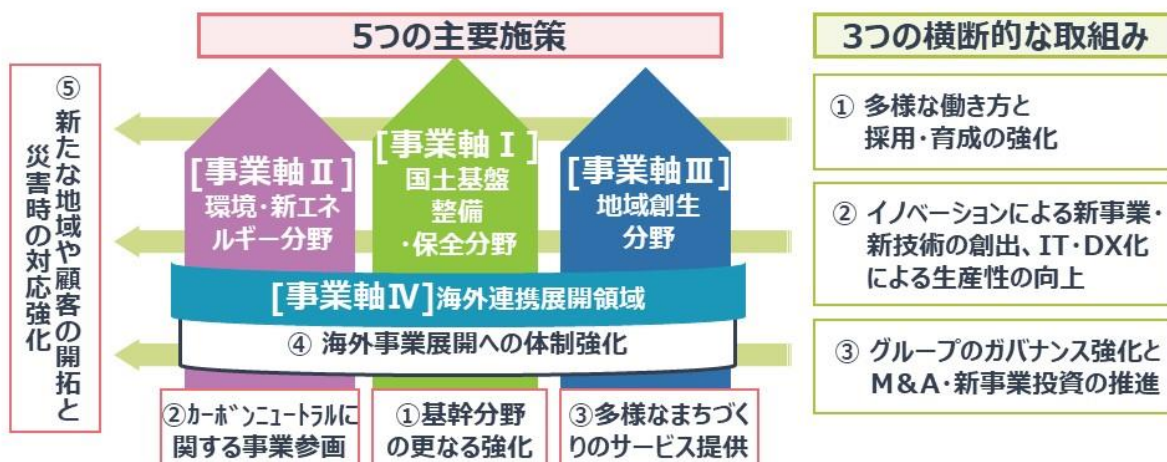 5つの主要施策
3つの横断的な取組み
⑤ 新たな地域や顧客の開拓と
災害時の対応強化
[事業軸Ⅱ]
環境・新エネ
ルギー分野
[事業軸Ⅰ]
国土基盤
整備
・保全分野
[事業軸Ⅲ]
地域創生
分野
[事業軸Ⅳ]海外連携展開領域
④ 海外事業展開への体制強化
②カーボンニュートラルに
関する事業参画
①基幹分野
の更なる強化
③多様なまちづく
りのサービス提供
① 多様な働き方と
採用・育成の強化
② イノベーションによる新事業・
新技術の創出、IT・DX化
による生産性の向上
③ グループのガバナンス強化と
M&A・新事業投資の推進